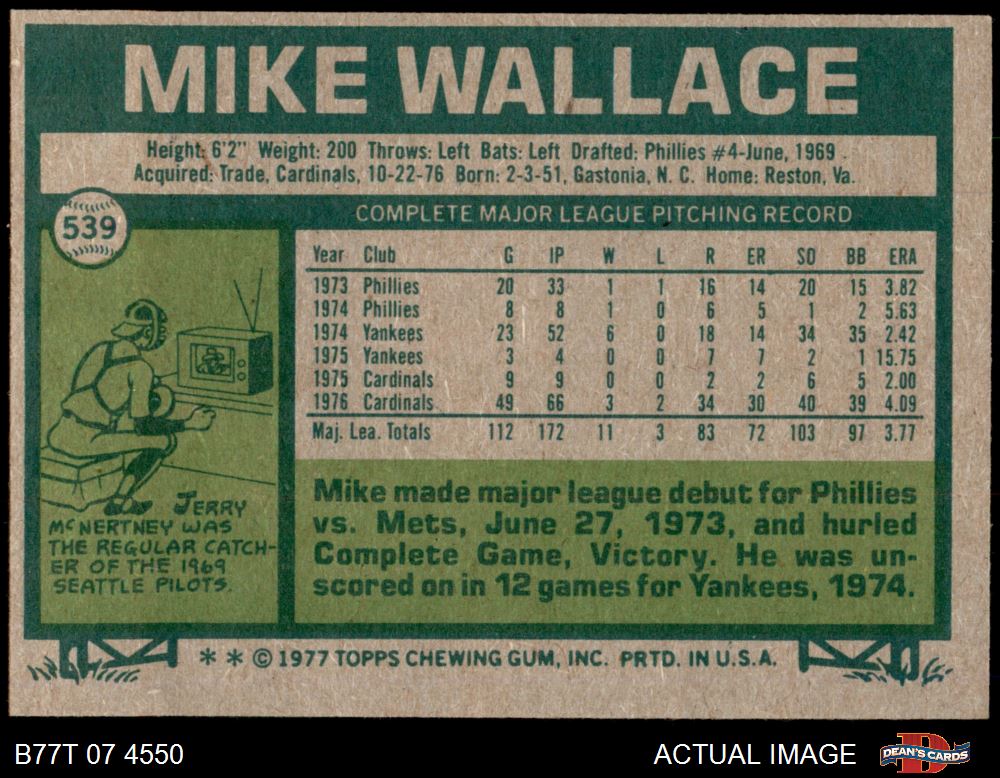 MIKE WALLACE
Height: 6'2" Weight: 200 Throws: Left Bats: Left Drafted: Phillies #4-June, 1969
Acquired: Trade, Cardinals, 10-22-76 Born: 2-3-51, Gastonia, N. C. Home: Reston, Va.
539
COMPLETE MAJOR LEAGUE PITCHING RECORD
Year Club G IP W L R ER SO BB ERA
1973 Phillies 20 33 1 1 16 14 20 15 3.82
1974 Phillies 8 8 1 0 6 5 1 2 5.63
1974 Yankees 23 52 6 0 18 14 34 35 2.42
1975 Yankees 3 4 0 0 7 7 2 1 15.75
1975 Cardinals 9 9 0 0 2 2 6 5 2.00
1976 Cardinals 49 66 3 2 34 30 40 39 4.09
Maj. Lea. Totals 112 172 11 3 83 72 103 97 3.77
JERRY
MCNERTNEY WAS
THE REGULAR CATCH-
ER OF THE 1969
SEATTLE PILOTS.
Mike made major league debut for Phillies
vs. Mets, June 27, 1973, and hurled
Complete Game, Victory. He was un-
scored on in 12 games for Yankees, 1974.
* * © 1977 TOPPS CHEWING GUM, INC. PRTD. IN U.S.A.
B77T 07 4550
ACTUAL IMAGE
DEAN'S CARDS